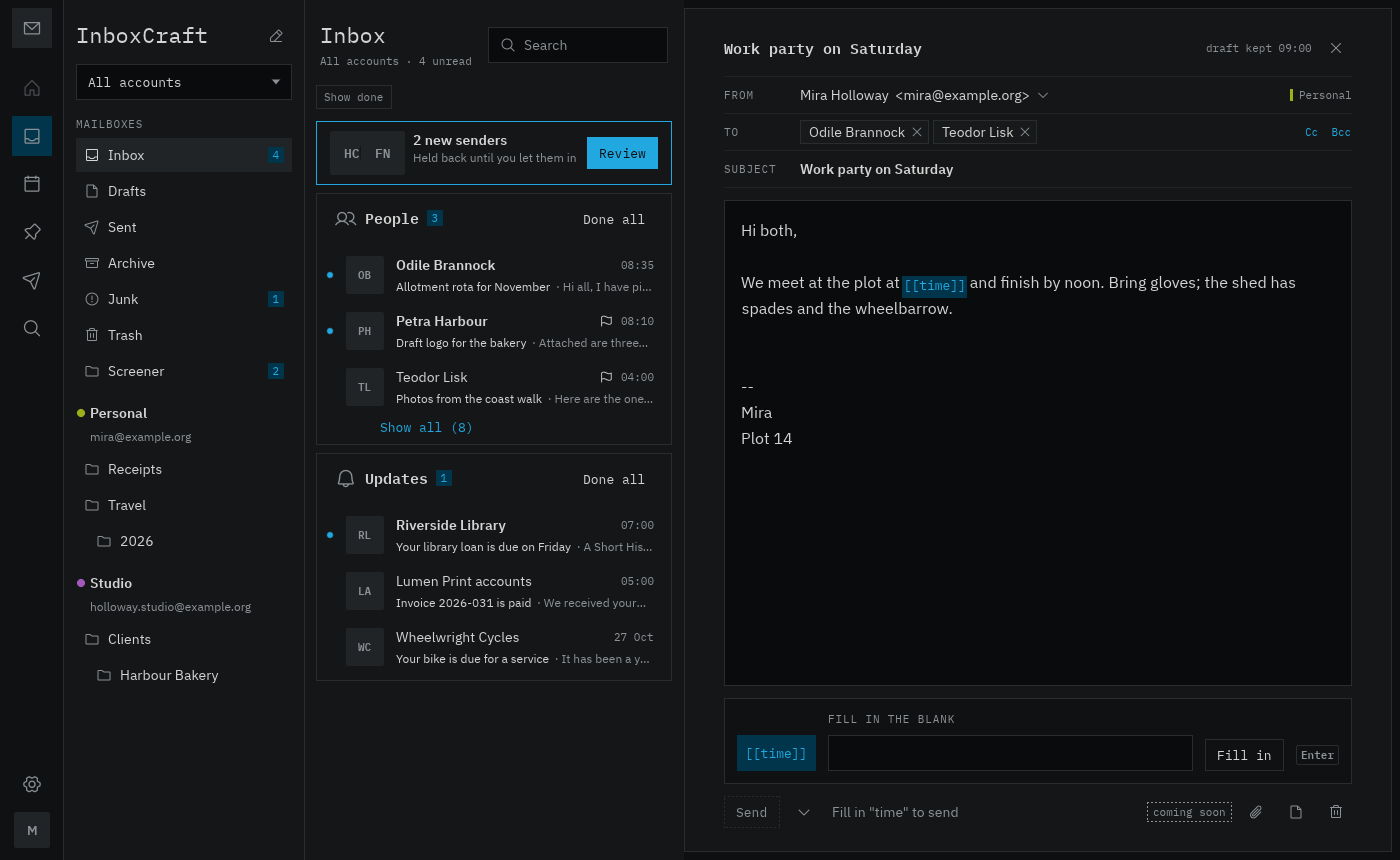 InboxCraft
All accounts
MAILBOXES
Inbox 4
Drafts
Sent
Archive
Junk 1
Trash
Screener 2
Personal
mira@example.org
Receipts
Travel
2026
Studio
holloway.studio@example.org
Clients
Harbour Bakery
M
Inbox
All accounts · 4 unread
Search
Show done
HC FN
2 new senders
Held back until you let them in
Review
People 3 Done all
OB
Odile Brannock 08:35
Allotment rota for November · Hi all, I have pi...
PH
Petra Harbour 08:10
Draft logo for the bakery · Attached are three...
TL
Teodor Lisk 04:00
Photos from the coast walk · Here are the one...
Show all (8)
Updates 1 Done all
RL
Riverside Library 07:00
Your library loan is due on Friday · A Short His...
LA
Lumen Print accounts 05:00
Invoice 2026-031 is paid · We received your...
WC
Wheelwright Cycles 27 Oct
Your bike is due for a service · It has been a y...
Work party on Saturday draft kept 09:00
FROM Mira Holloway <mira@example.org> Personal
TO Odile Brannock Teodor Lisk Cc Bcc
SUBJECT Work party on Saturday
Hi both,
We meet at the plot at [[time]] and finish by noon. Bring gloves; the shed has
spades and the wheelbarrow.
--
Mira
Plot 14
FILL IN THE BLANK
[[time]] Fill in Enter
Send Fill in "time" to send coming soon